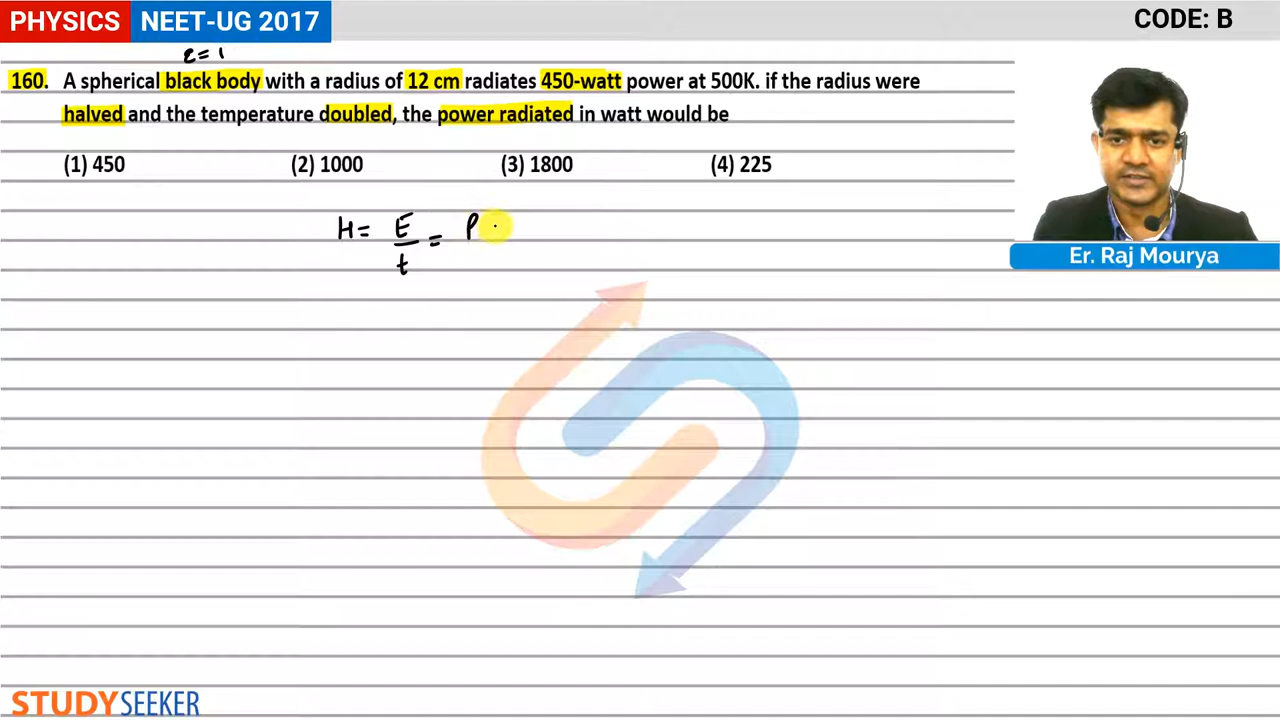 PHYSICS NEET-UG 2017
CODE: B
e = 1
160. A spherical black body with a radius of 12 cm radiates 450-watt power at 500K. if the radius were
halved and the temperature doubled, the power radiated in watt would be
(1) 450 (2) 1000 (3) 1800 (4) 225
H = E/t = P
Er. Raj Mourya
STUDYSEEKER